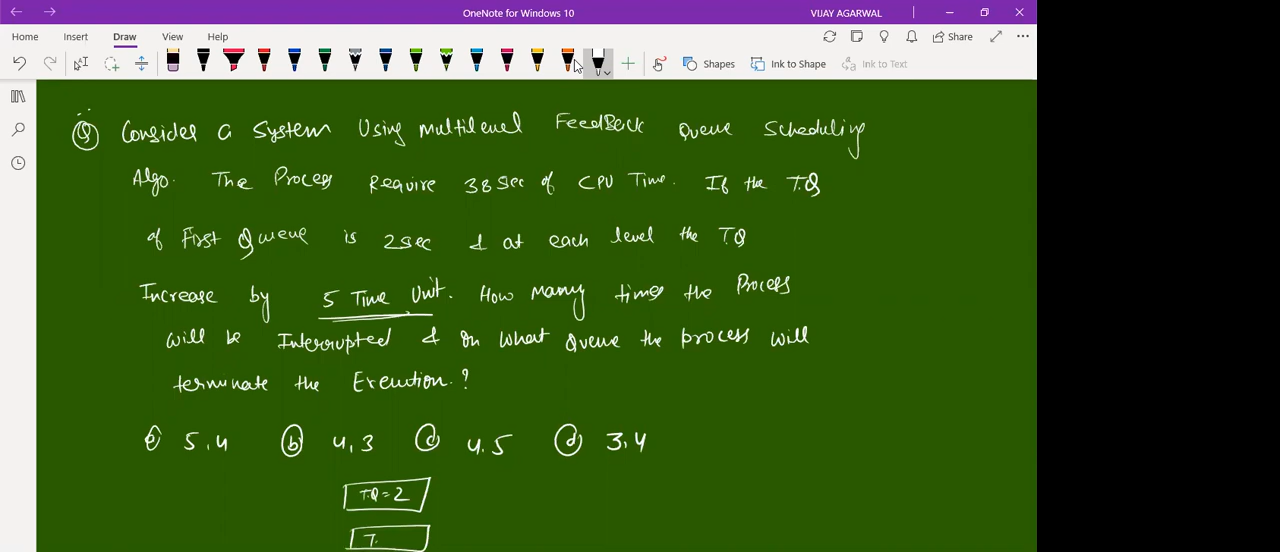 OneNote for Windows 10
VIJAY AGARWAL
Home Insert Draw View Help
Share
Shapes Ink to Shape Ink to Text
Q Consider a System Using Multilevel FeedBack Queue Scheduling
Algo. The Process Require 38 Sec of CPU Time. If the T.Q
of First Queue is 2sec & at each level the T.Q
Increase by 5 Time Unit. How Many times the Process
will be Interrupted & on What Queue the process will
terminate the Execution.?
a 5,4 b 4,3 c 4,5 d 3,4
T.Q = 2
T.